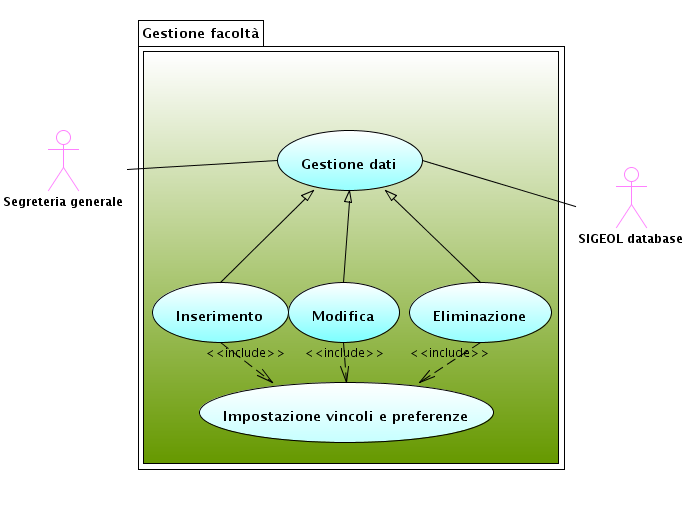 Gestione facoltà
Gestione dati
Segreteria generale
SIGEOL database
Inserimento
Modifica
Eliminazione
<<include>>
<<include>>
<<include>>
Impostazione vincoli e preferenze